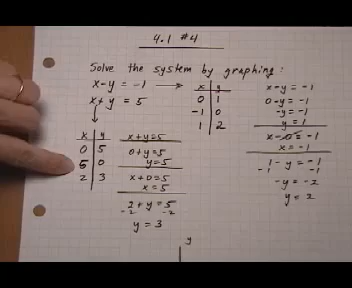 4.1 #4
Solve the system by graphing:
x-y = -1
x+y = 5
x y
0 1
-1 0
1 2
x-y = -1
0-y = -1
-y = -1
y = 1
x-0 = -1
x = -1
1-y = -1
-1 -1
-y = -2
y = 2
x y
0 5
5 0
2 3
x+y=5
0+y=5
y=5
x+0=5
x=5
2+y=5
-2 -2
y = 3
y